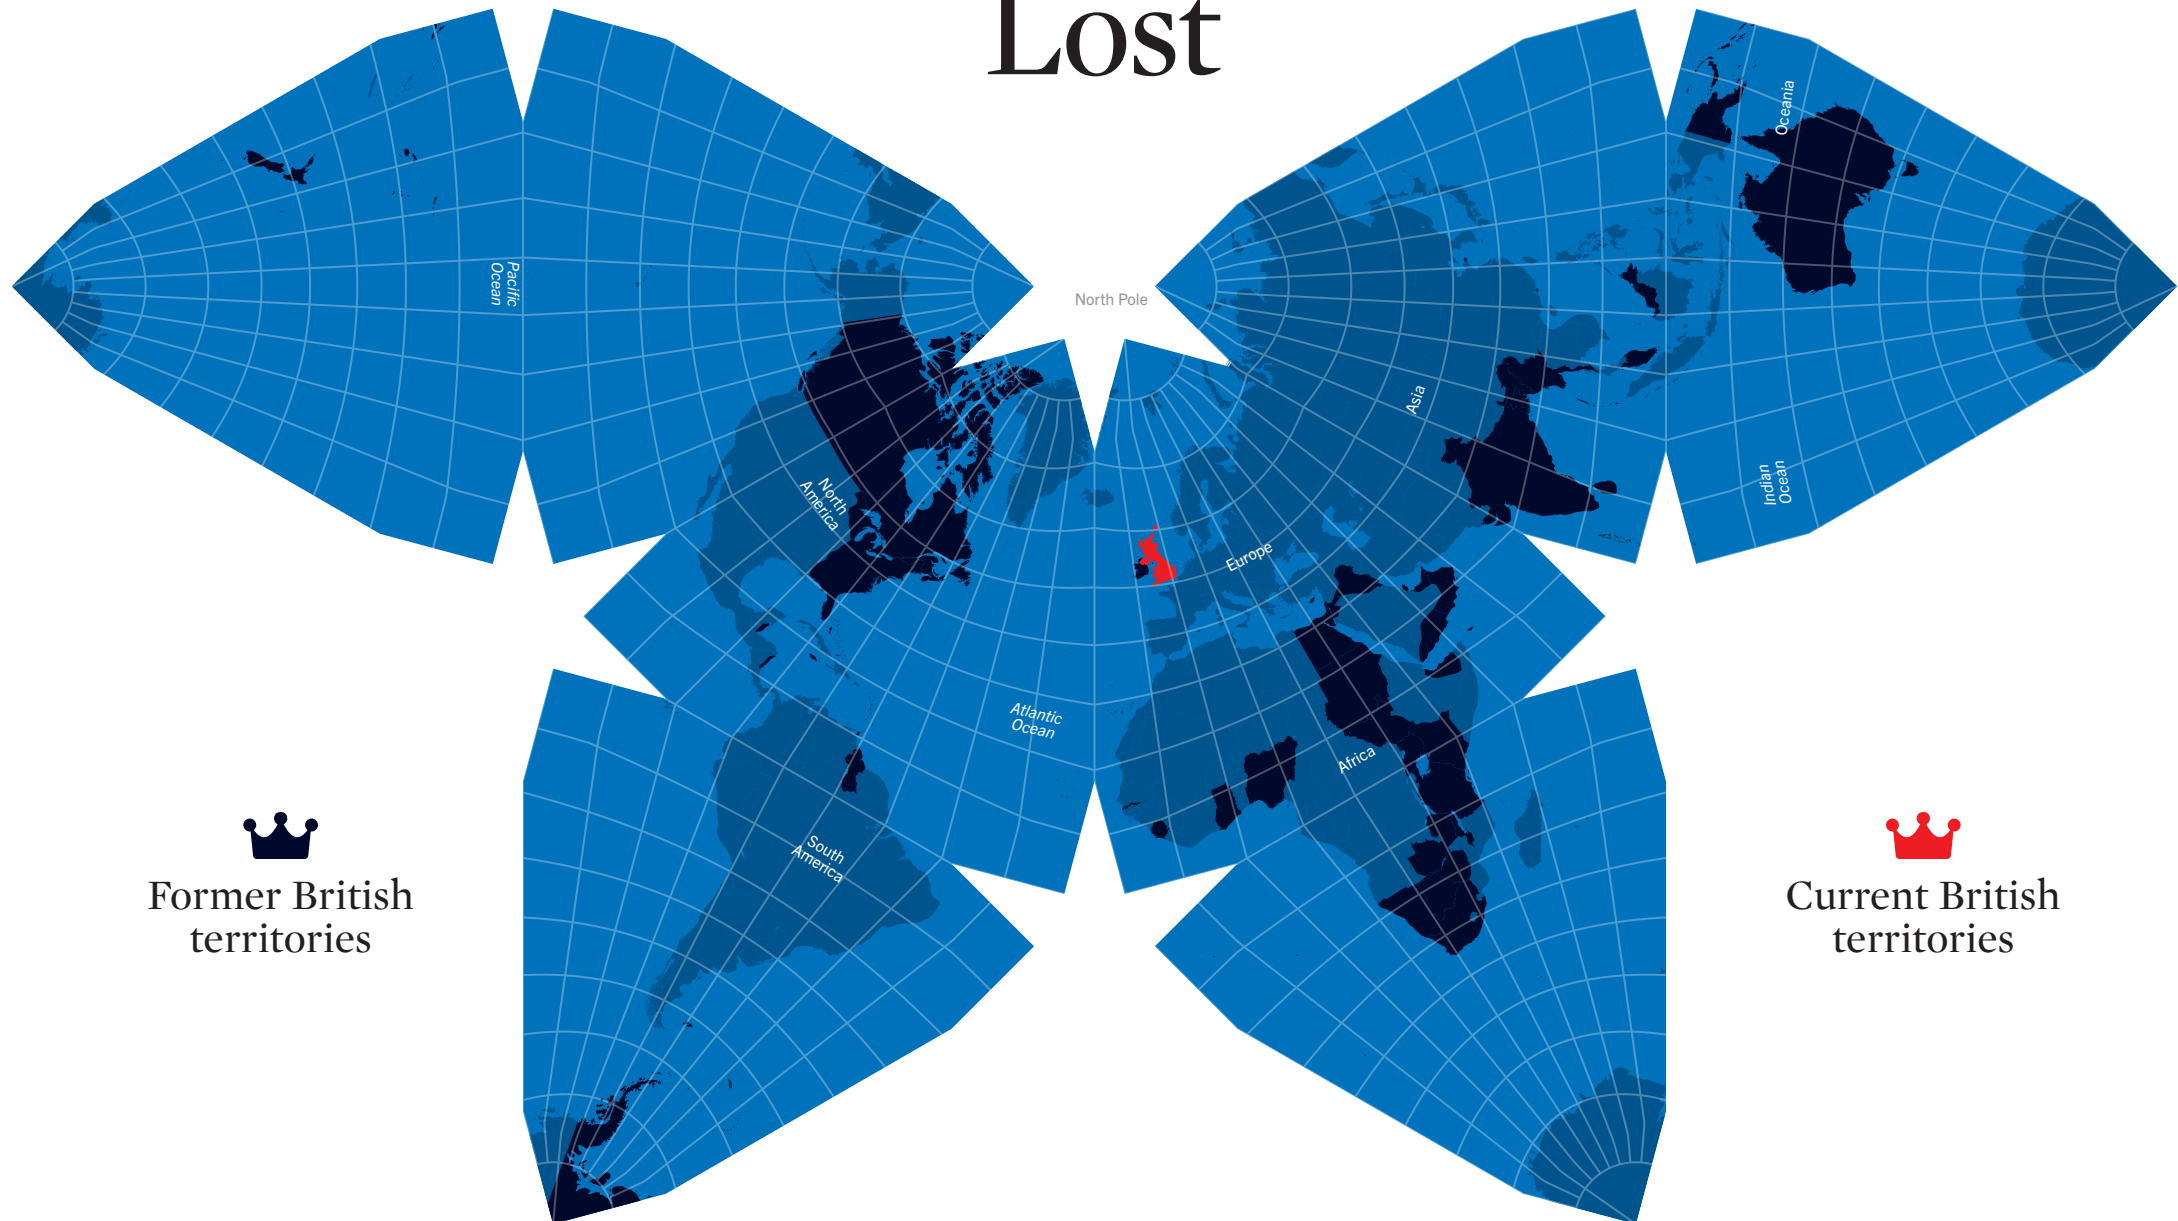 Lost
Oceania
Pacific
Ocean
North Pole
Asia
North
America
Indian
Ocean
Europe
Atlantic
Ocean
Africa
South
America
Former British
territories
Current British
territories